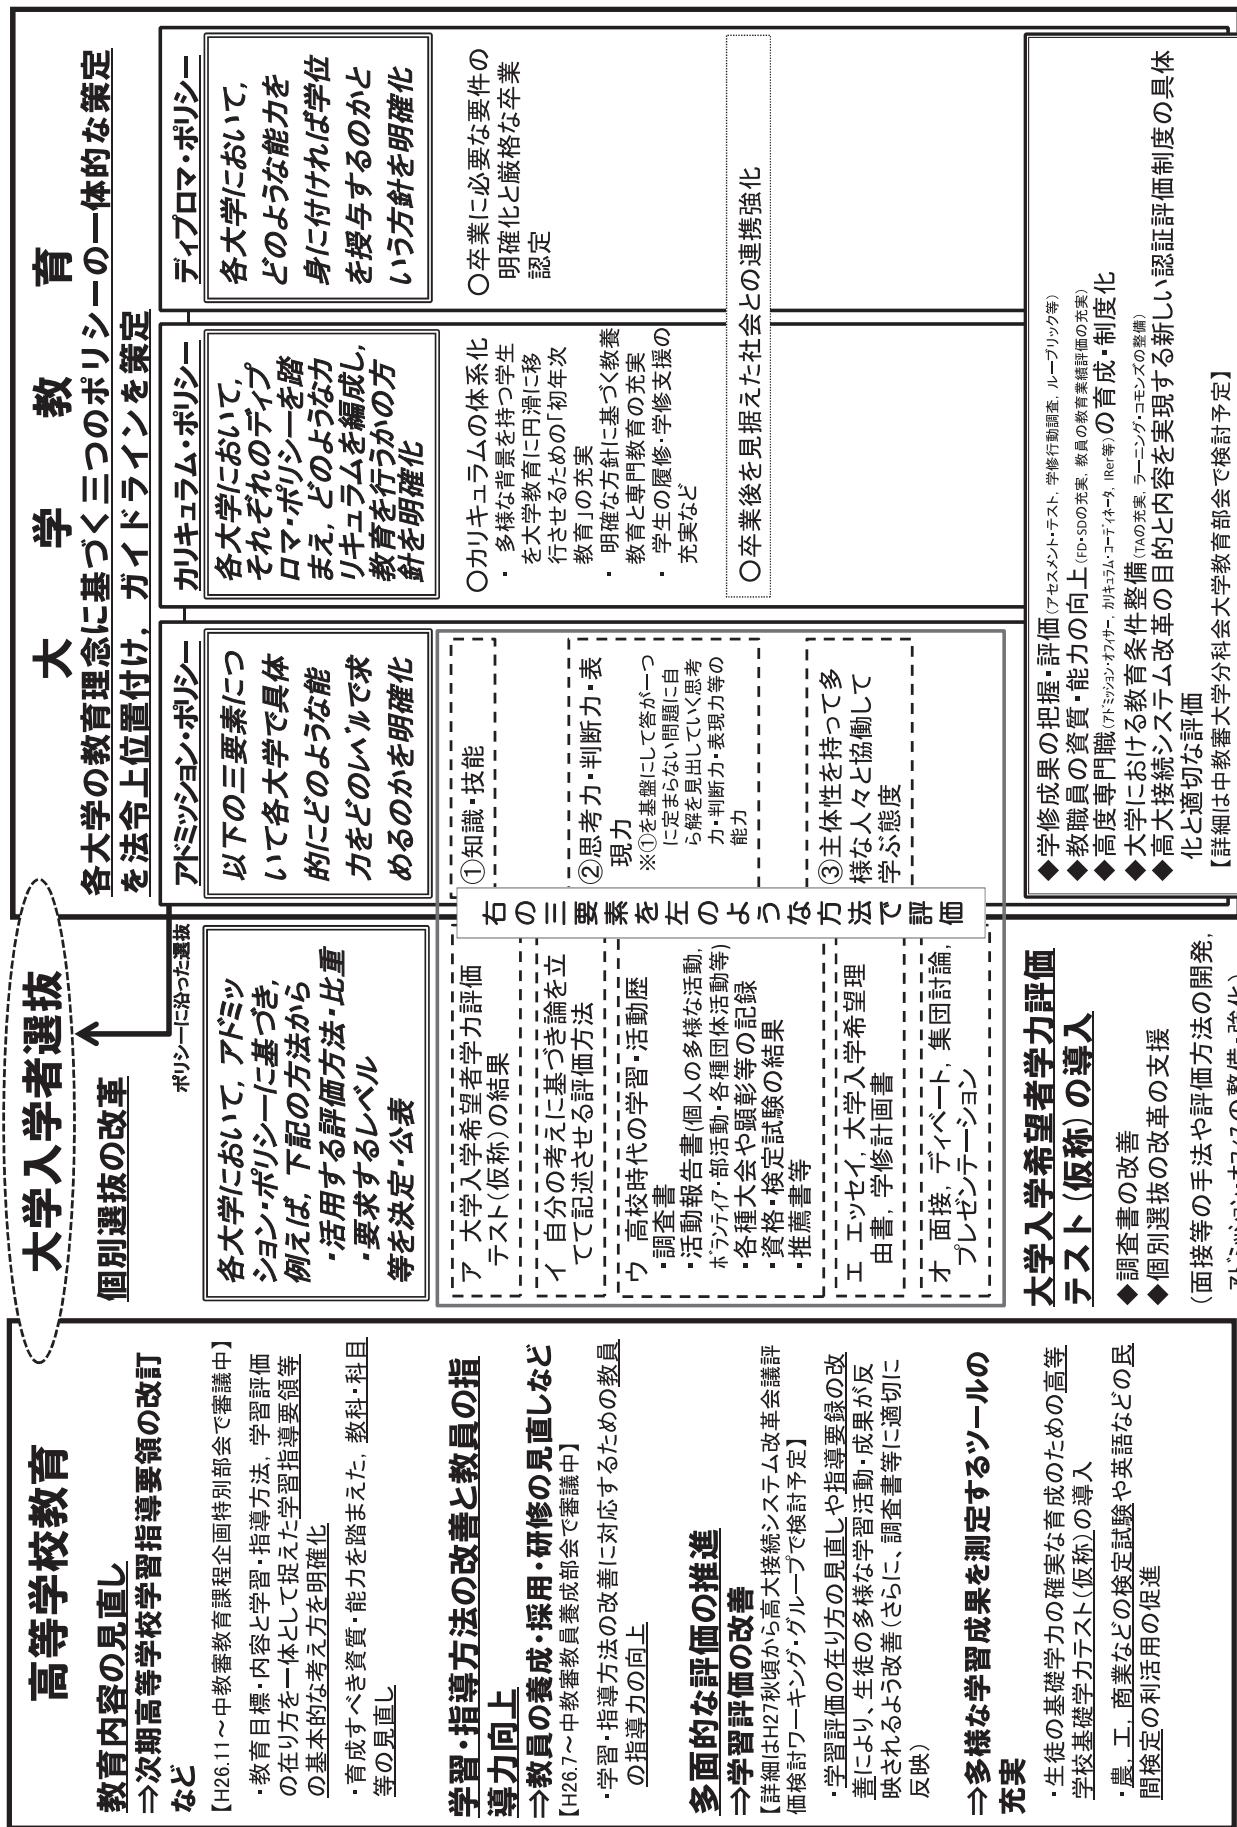 高等学校教育
教育内容の見直し
⇒次期高等学校学習指導要領の改訂
など
【H26.11～中教審教育課程企画特別部会で審議中】
・教育目標・内容と学習・指導方法，学習評価
の在り方を一体として捉えた学習指導要領等
の基本的な考え方を明確化
・育成すべき資質・能力を踏まえた，教科・科目
等の見直し
学習・指導方法の改善と教員の指
導力向上
⇒教員の養成・採用・研修の見直しなど
【H26.7～中教審教員養成部会で審議中】
・学習・指導方法の改善に対応するための教員
の指導力の向上
多面的な評価の推進
⇒学習評価の改善
【詳細はH27秋頃から高大接続システム改革会議評
価検討ワーキング・グループで検討予定】
・学習評価の在り方の見直しや指導要録の改
善により、生徒の多様な学習活動・成果が反
映されるよう改善（さらに、調査書等に適切に
反映）
⇒多様な学習成果を測定するツールの
充実
・生徒の基礎学力の確実な育成のための高等
学校基礎学力テスト（仮称）の導入
・農，工，商業などの検定試験や英語などの民
間検定の利活用の促進
大学入学者選抜
個別選抜の改革
ポリシーに沿った選抜
各大学において，アドミッ
ション・ポリシーに基づき，
例えば，下記の方法から
・活用する評価方法・比重
・要求するレベル
等を決定・公表
ア 大学入学希望者学力評価
テスト（仮称）の結果
イ 自分の考えに基づき論を立
てて記述させる評価方法
ウ 高校時代の学習・活動歴
・調査書
・活動報告書（個人の多様な活動，
ボランティア・部活動・各種団体活動等）
・各種大会や顕彰等の記録
・資格・検定試験の結果
・推薦書等
エ エッセイ，大学入学希望理
由書，学修計画書
オ 面接，ディベート，集団討論，
プレゼンテーション
右の三要素を左のような方法で評価
大学入学希望者学力評価
テスト（仮称）の導入
◆調査書の改善
◆個別選抜の改革の支援
（面接等の手法や評価方法の開発，
大学教育
各大学の教育理念に基づく三つのポリシーの一体的な策定
を法令上位置付け，ガイドラインを策定
アドミッション・ポリシー
以下の三要素につ
いて各大学で具体
的にどのような能
力をどのレベルで求
めるのかを明確化
①知識・技能
②思考力・判断力・表
現力
※①を基盤にして答が一つ
に定まらない問題に自
ら解を見出していく思考
力・判断力・表現力等の
能力
③主体性を持って多
様な人々と協働して
学ぶ態度
カリキュラム・ポリシー
各大学において，
それぞれのディプ
ロマ・ポリシーを踏
まえ，どのようなカ
リキュラムを編成し，
教育を行うかの方
針を明確化
○カリキュラムの体系化
・多様な背景を持つ学生
を大学教育に円滑に移
行させるための「初年次
教育」の充実
・明確な方針に基づく教養
教育と専門教育の充実
・学生の履修・学修支援の
充実など
ディプロマ・ポリシー
各大学において，
どのような能力を
身に付ければ学位
を授与するのかと
いう方針を明確化
○卒業に必要な要件の
明確化と厳格な卒業
認定
○卒業後を見据えた社会との連携強化
◆学修成果の把握・評価（アセスメント・テスト，学修行動調査，ルーブリック等）
◆教職員の資質・能力の向上（FD・SDの充実，教員の教育業績評価の充実）
◆高度専門職（アドミッション・オフィサー，カリキュラム・コーディネータ，IRer等）の育成・制度化
◆大学における教育条件整備（TAの充実，ラーニング・コモンズの整備）
◆高大接続システム改革の目的と内容を実現する新しい認証評価制度の具体
化と適切な評価
【詳細は中教審大学分科会大学教育部会で検討予定】